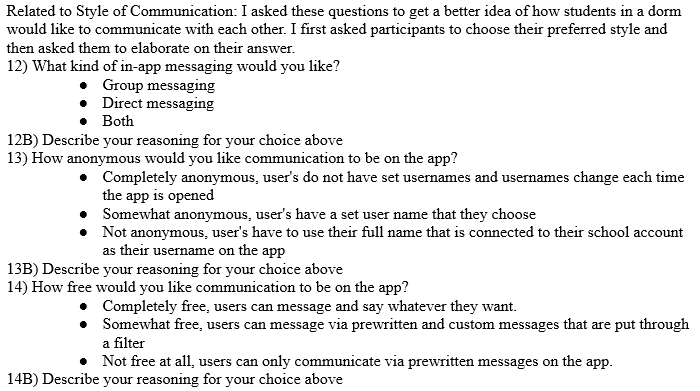 Related to Style of Communication: I asked these questions to get a better idea of how students in a dorm
would like to communicate with each other. I first asked participants to choose their preferred style and
then asked them to elaborate on their answer.
12) What kind of in-app messaging would you like?
● Group messaging
● Direct messaging
● Both
12B) Describe your reasoning for your choice above
13) How anonymous would you like communication to be on the app?
● Completely anonymous, user's do not have set usernames and usernames change each time
the app is opened
● Somewhat anonymous, user's have a set user name that they choose
● Not anonymous, user's have to use their full name that is connected to their school account
as their username on the app
13B) Describe your reasoning for your choice above
14) How free would you like communication to be on the app?
● Completely free, users can message and say whatever they want.
● Somewhat free, users can message via prewritten and custom messages that are put through
a filter
● Not free at all, users can only communicate via prewritten messages on the app.
14B) Describe your reasoning for your choice above